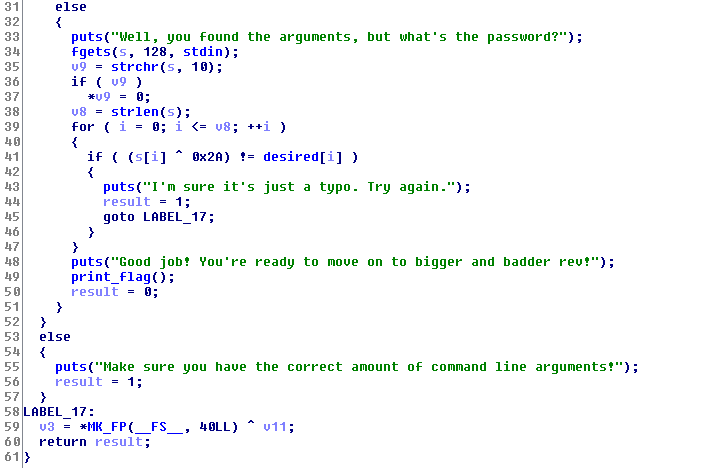 31 else
32 {
33 puts("Well, you found the arguments, but what's the password?");
34 fgets(s, 128, stdin);
35 v9 = strchr(s, 10);
36 if ( v9 )
37 *v9 = 0;
38 v8 = strlen(s);
39 for ( i = 0; i <= v8; ++i )
40 {
41 if ( (s[i] ^ 0x2A) != desired[i] )
42 {
43 puts("I'm sure it's just a typo. Try again.");
44 result = 1;
45 goto LABEL_17;
46 }
47 }
48 puts("Good job! You're ready to move on to bigger and badder rev!");
49 print_flag();
50 result = 0;
51 }
52 }
53 else
54 {
55 puts("Make sure you have the correct amount of command line arguments!");
56 result = 1;
57 }
58 LABEL_17:
59 v3 = *MK_FP(__FS__, 40LL) ^ v11;
60 return result;
61 }